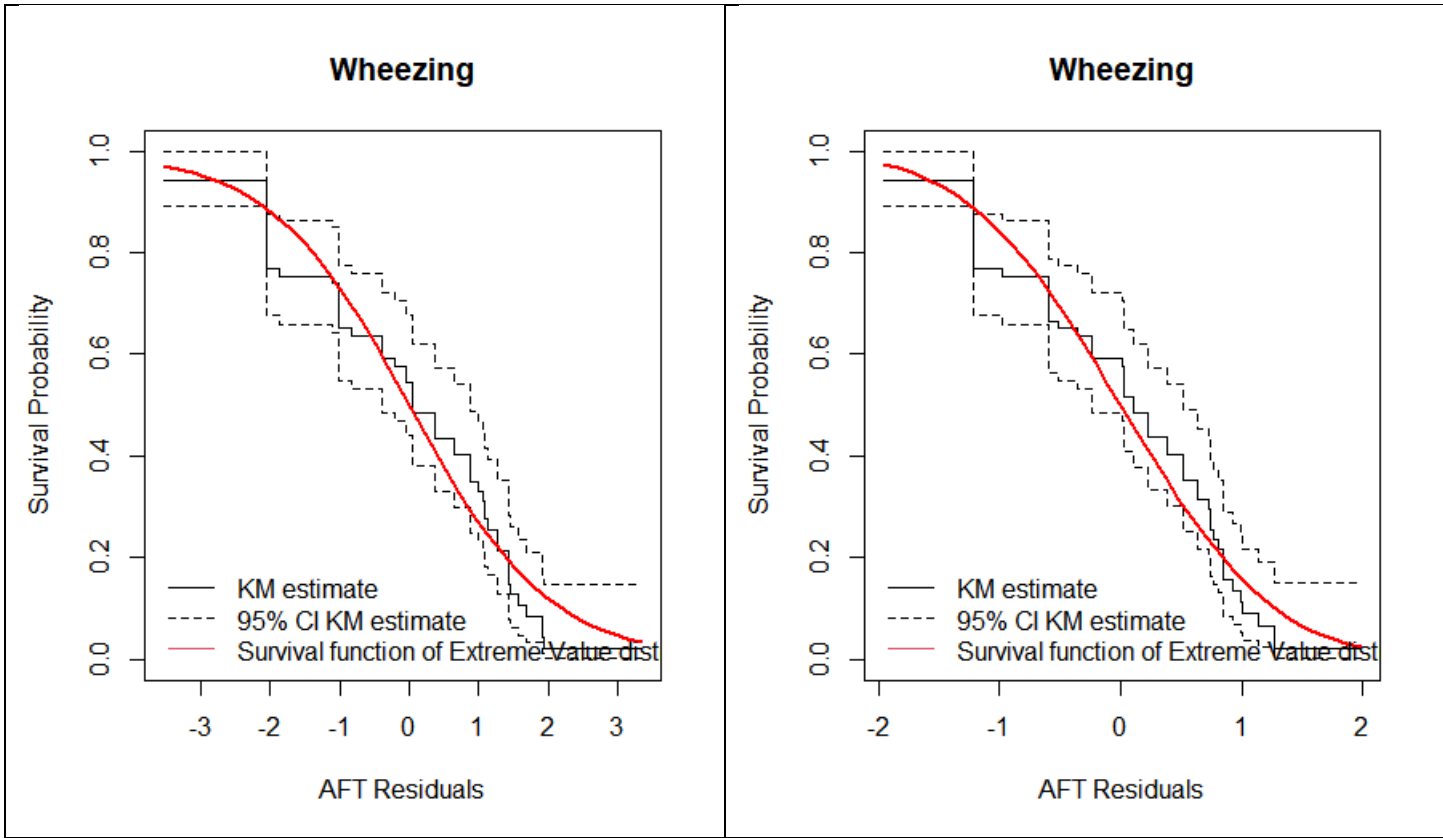 Wheezing
Survival Probability
1.0
0.8
0.6
0.4
0.2
0.0
KM estimate
95% CI KM estimate
Survival function of Extreme Value dist
-3 -2 -1 0 1 2 3
AFT Residuals
Wheezing
Survival Probability
1.0
0.8
0.6
0.4
0.2
0.0
KM estimate
95% CI KM estimate
Survival function of Extreme Value dist
-2 -1 0 1 2
AFT Residuals